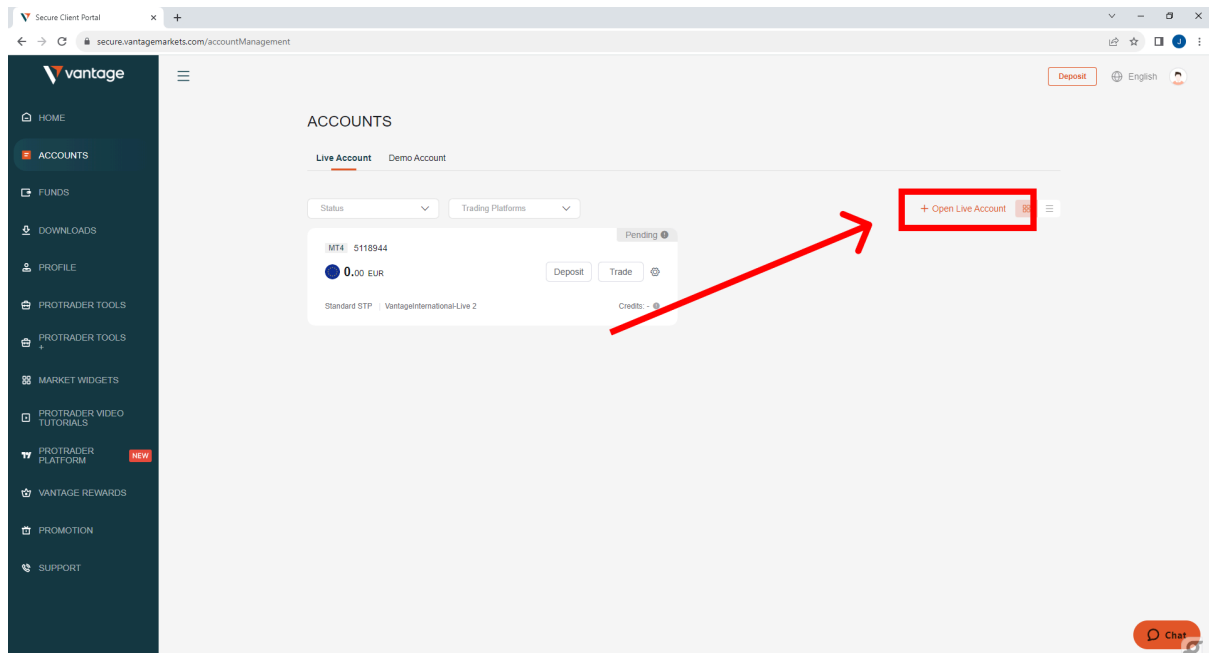 Secure Client Portal
secure.vantagemarkets.com/accountManagement
vantage
Deposit
English
HOME
ACCOUNTS
FUNDS
DOWNLOADS
PROFILE
PROTRADER TOOLS
PROTRADER TOOLS
+
MARKET WIDGETS
PROTRADER VIDEO
TUTORIALS
PROTRADER
PLATFORM
NEW
VANTAGE REWARDS
PROMOTION
SUPPORT
ACCOUNTS
Live Account Demo Account
Status Trading Platforms + Open Live Account
Pending
MT4 5118944
0.00 EUR Deposit Trade
Standard STP | VantageInternational-Live 2 Credits: -
Chat